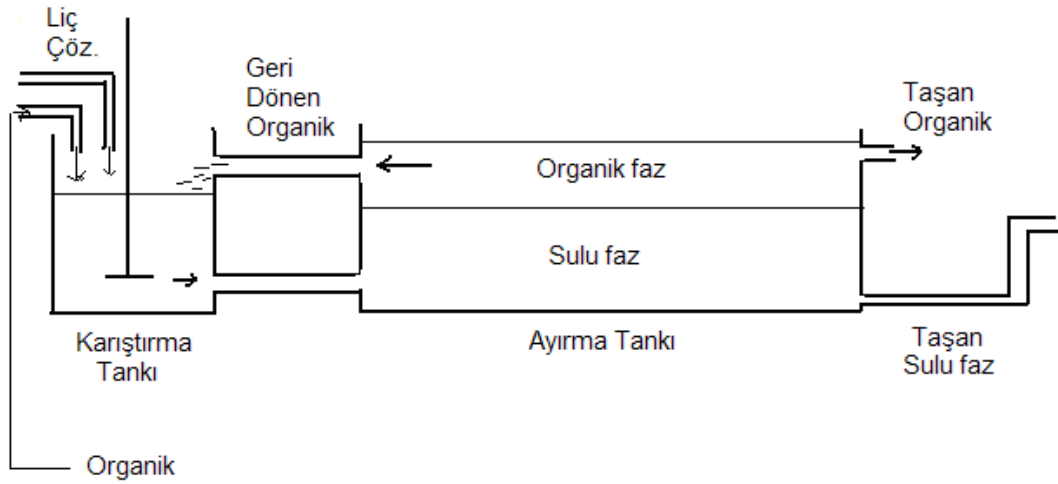 Liç
Çöz.
Geri
Dönen
Organik
Taşan
Organik
Organik faz
Sulu faz
Karıştırma
Tankı
Ayırma Tankı
Taşan
Sulu faz
Organik